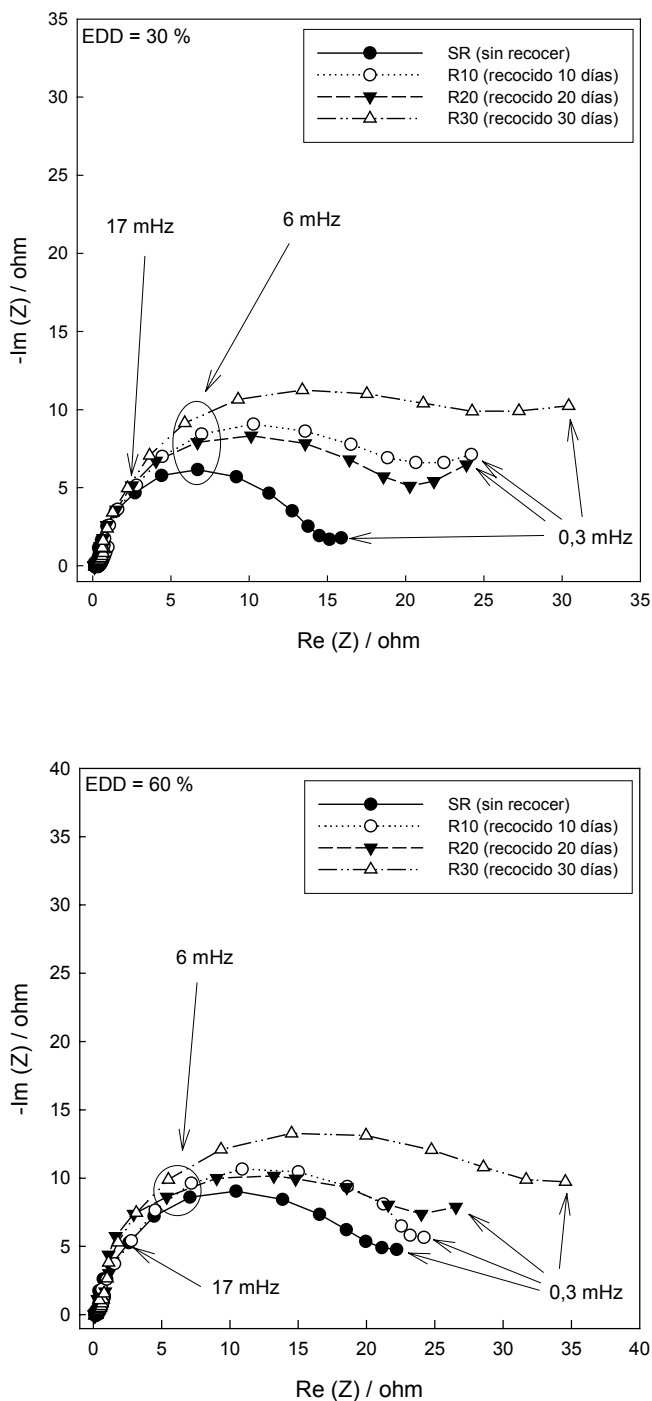 35
EDD = 30 %
SR (sin recocer)
R10 (recocido 10 días)
R20 (recocido 20 días)
R30 (recocido 30 días)
30
25
17 mHz
6 mHz
20
-Im (Z) / ohm
15
10
5
0,3 mHz
0
0 5 10 15 20 25 30 35
Re (Z) / ohm
40
EDD = 60 %
SR (sin recocer)
R10 (recocido 10 días)
R20 (recocido 20 días)
R30 (recocido 30 días)
35
30
6 mHz
25
20
-Im (Z) / ohm
15
10
5
17 mHz
0,3 mHz
0
0 5 10 15 20 25 30 35 40
Re (Z) / ohm